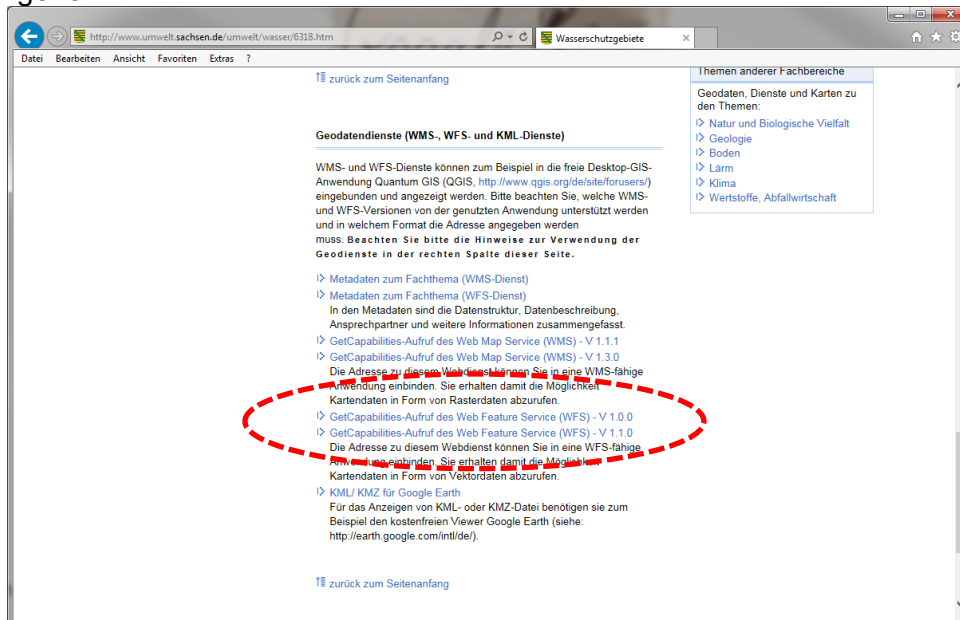 http://www.umwelt.sachsen.de/umwelt/wasser/6318.htm
Wasserschutzgebiete
Datei Bearbeiten Ansicht Favoriten Extras ?
zurück zum Seitenanfang
Geodatendienste (WMS-, WFS- und KML-Dienste)
WMS- und WFS-Dienste können zum Beispiel in die freie Desktop-GIS-
Anwendung Quantum GIS (QGIS, http://www.qgis.org/de/site/forusers/)
eingebunden und angezeigt werden. Bitte beachten Sie, welche WMS-
und WFS-Versionen von der genutzten Anwendung unterstützt werden
und in welchem Format die Adresse angegeben werden
muss. Beachten Sie bitte die Hinweise zur Verwendung der
Geodienste in der rechten Spalte dieser Seite.
Metadaten zum Fachthema (WMS-Dienst)
Metadaten zum Fachthema (WFS-Dienst)
In den Metadaten sind die Datenstruktur, Datenbeschreibung,
Ansprechpartner und weitere Informationen zusammengefasst.
GetCapabilities-Aufruf des Web Map Service (WMS) - V 1.1.1
GetCapabilities-Aufruf des Web Map Service (WMS) - V 1.3.0
Die Adresse zu diesem Webdienst können Sie in eine WMS-fähige
Anwendung einbinden. Sie erhalten damit die Möglichkeit
Kartendaten in Form von Rasterdaten abzurufen.
GetCapabilities-Aufruf des Web Feature Service (WFS) - V 1.0.0
GetCapabilities-Aufruf des Web Feature Service (WFS) - V 1.1.0
Die Adresse zu diesem Webdienst können Sie in eine WFS-fähige
Anwendung einbinden. Sie erhalten damit die Möglichkeit
Kartendaten in Form von Vektordaten abzurufen.
KML/ KMZ für Google Earth
Für das Anzeigen von KML- oder KMZ-Datei benötigen sie zum
Beispiel den kostenfreien Viewer Google Earth (siehe:
http://earth.google.com/intl/de/).
zurück zum Seitenanfang
Themen anderer Fachbereiche
Geodaten, Dienste und Karten zu
den Themen:
Natur und Biologische Vielfalt
Geologie
Boden
Lärm
Klima
Wertstoffe, Abfallwirtschaft